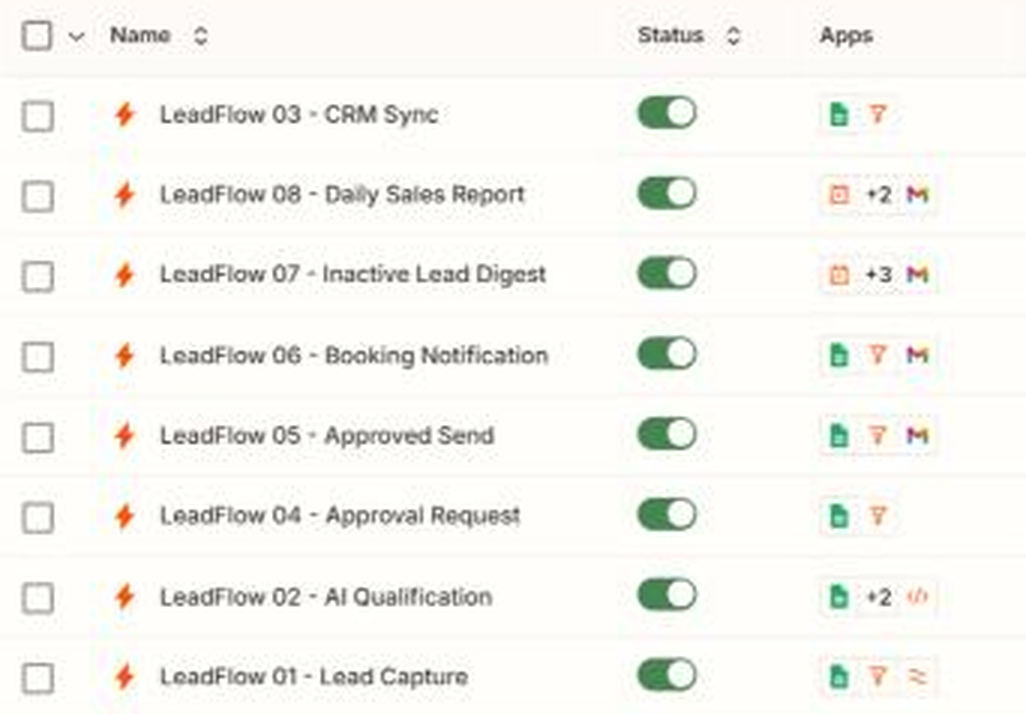 Name Status Apps
LeadFlow 03 - CRM Sync
LeadFlow 08 - Daily Sales Report +2
LeadFlow 07 - Inactive Lead Digest +3
LeadFlow 06 - Booking Notification
LeadFlow 05 - Approved Send
LeadFlow 04 - Approval Request
LeadFlow 02 - AI Qualification +2
LeadFlow 01 - Lead Capture